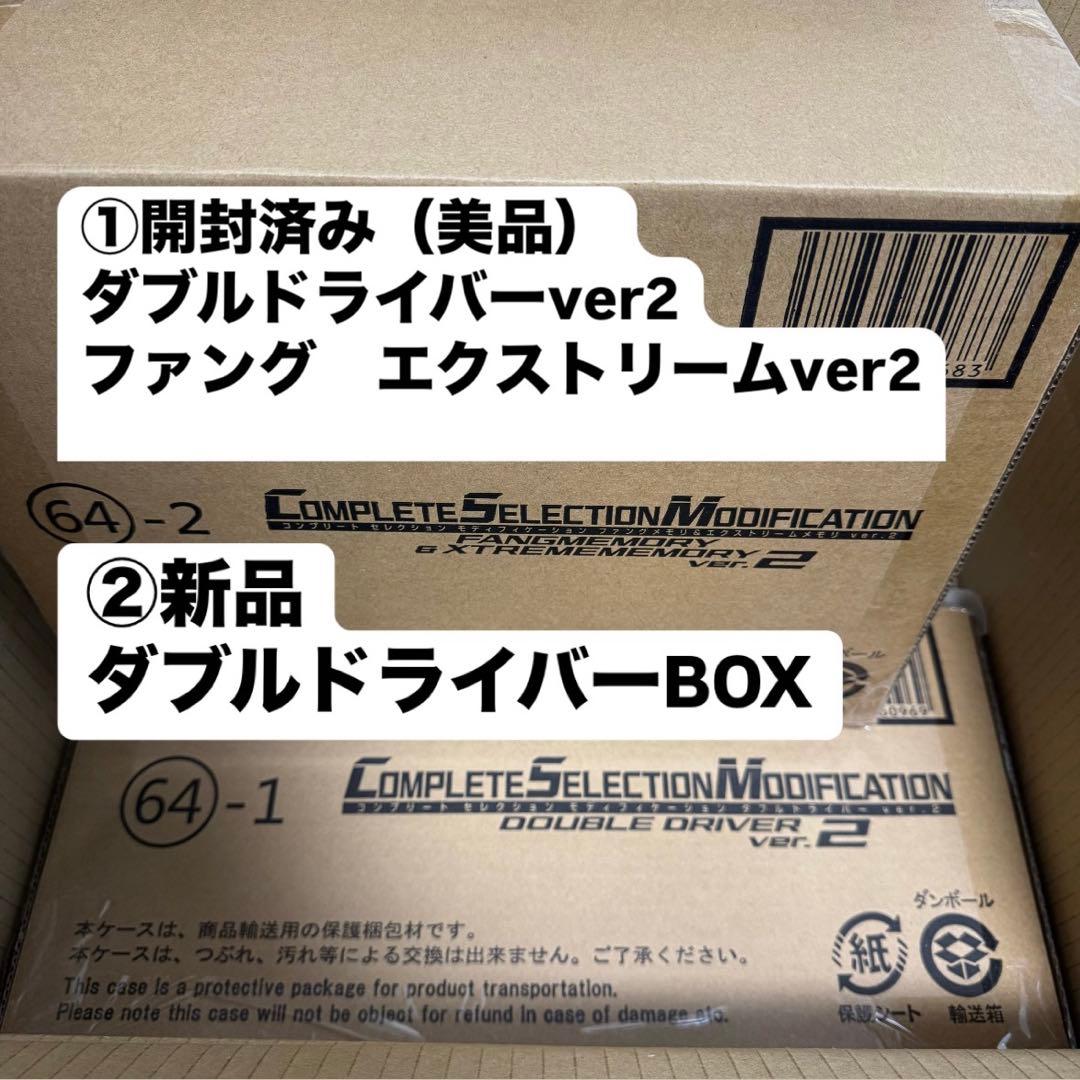 ①開封済み（美品）
ダブルドライバーver2
ファング　エクストリームver2
683
64-2
COMPLETE SELECTION MODIFICATION
コンプリート セレクション モディフィケーション ファングメモリ&エクストリームメモリ ver.2
FANGMEMORY
& XTREMEMEMORY
ver.2
②新品
ダブルドライバーBOX
ボール
50969
64-1
COMPLETE SELECTION MODIFICATION
コンプリート セレクション モディフィケーション ダブルドライバー ver.2
DOUBLE DRIVER
ver.2
本ケースは、商品輸送用の保護梱包材です。
本ケースは、つぶれ、汚れ等による交換は出来ません。ご了承ください。
This case is a protective package for product transportation.
Please note this case will not be object for refund in case of damage etc.
ダンボール
紙
保護シート
輸送箱